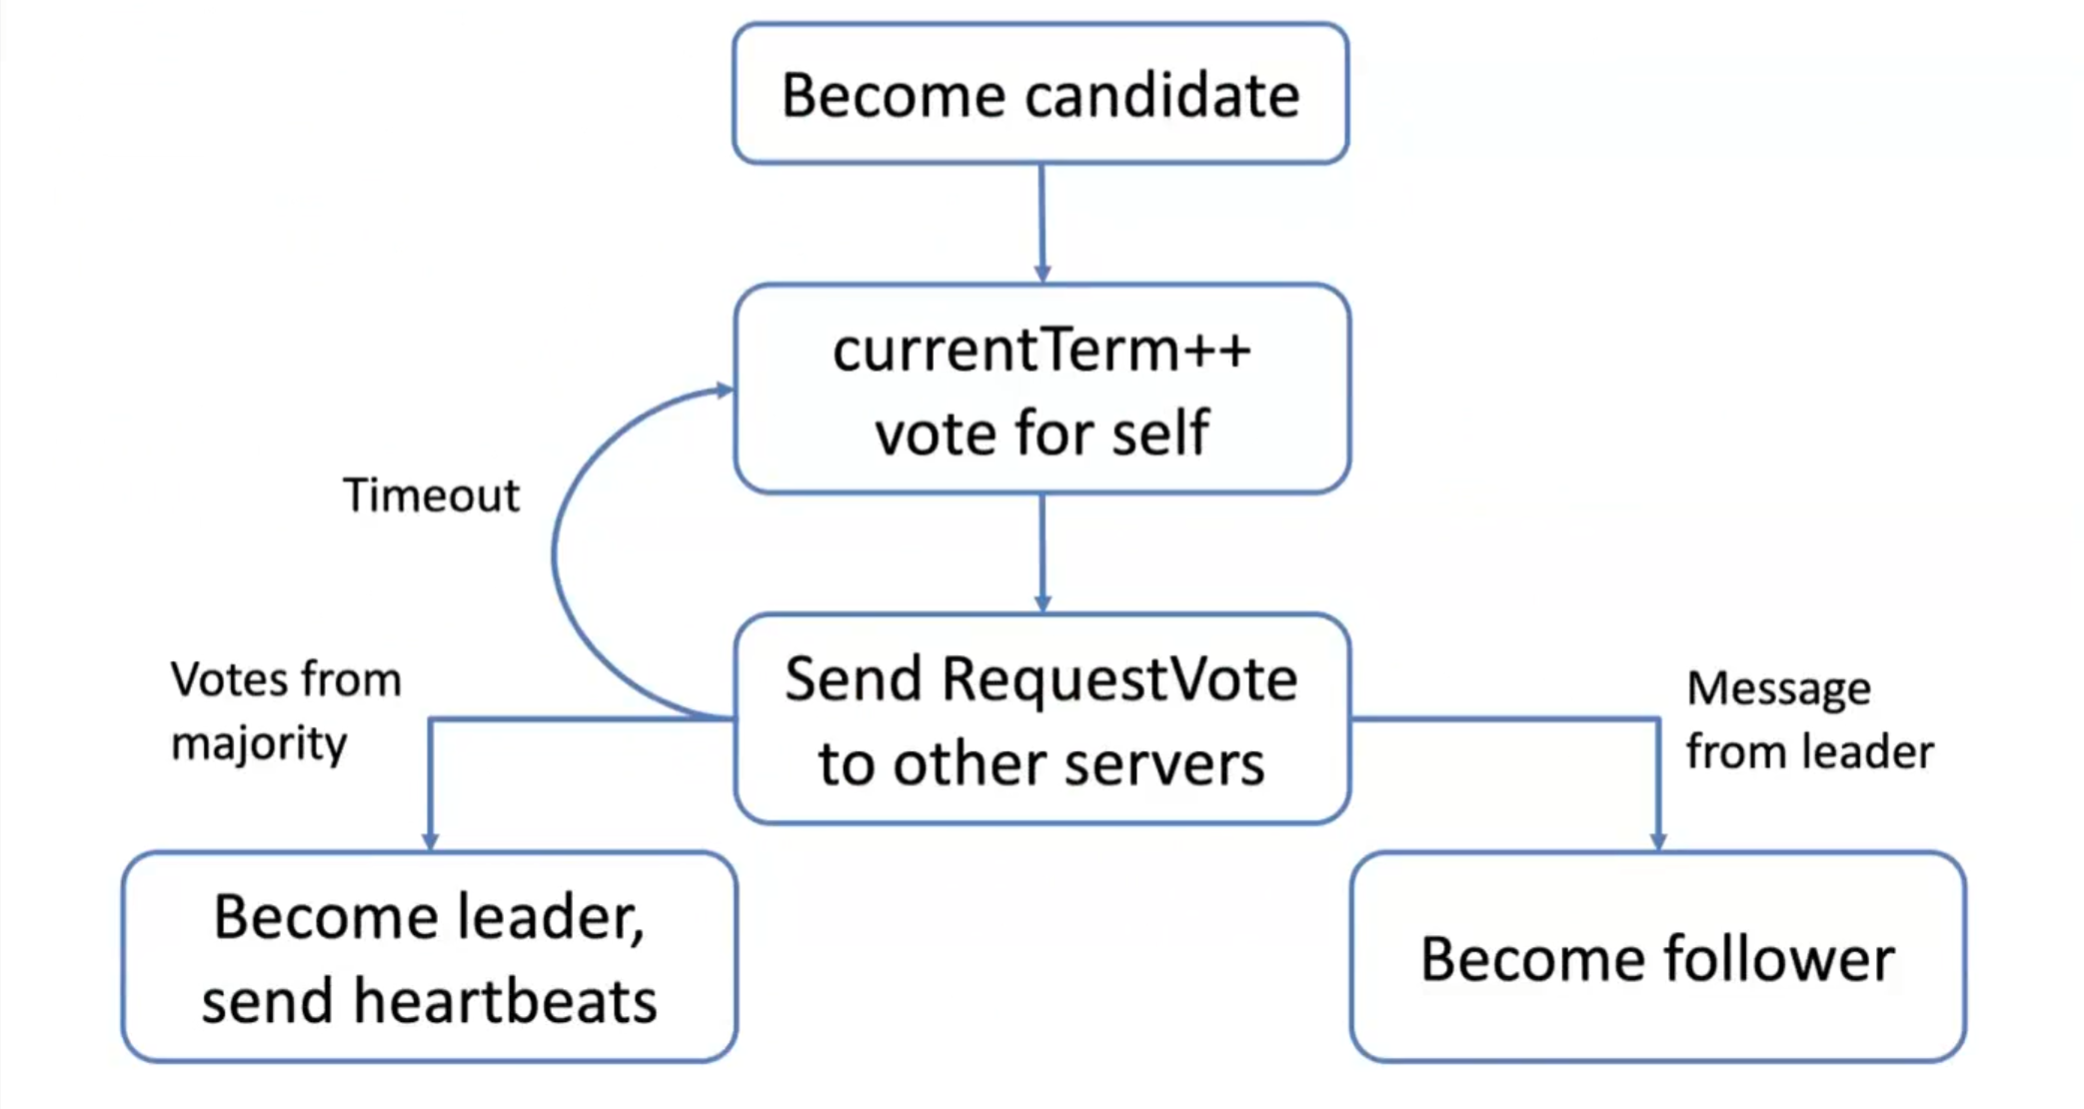 Become candidate
currentTerm++
vote for self
Timeout
Send RequestVote
to other servers
Votes from
majority
Message
from leader
Become leader,
send heartbeats
Become follower